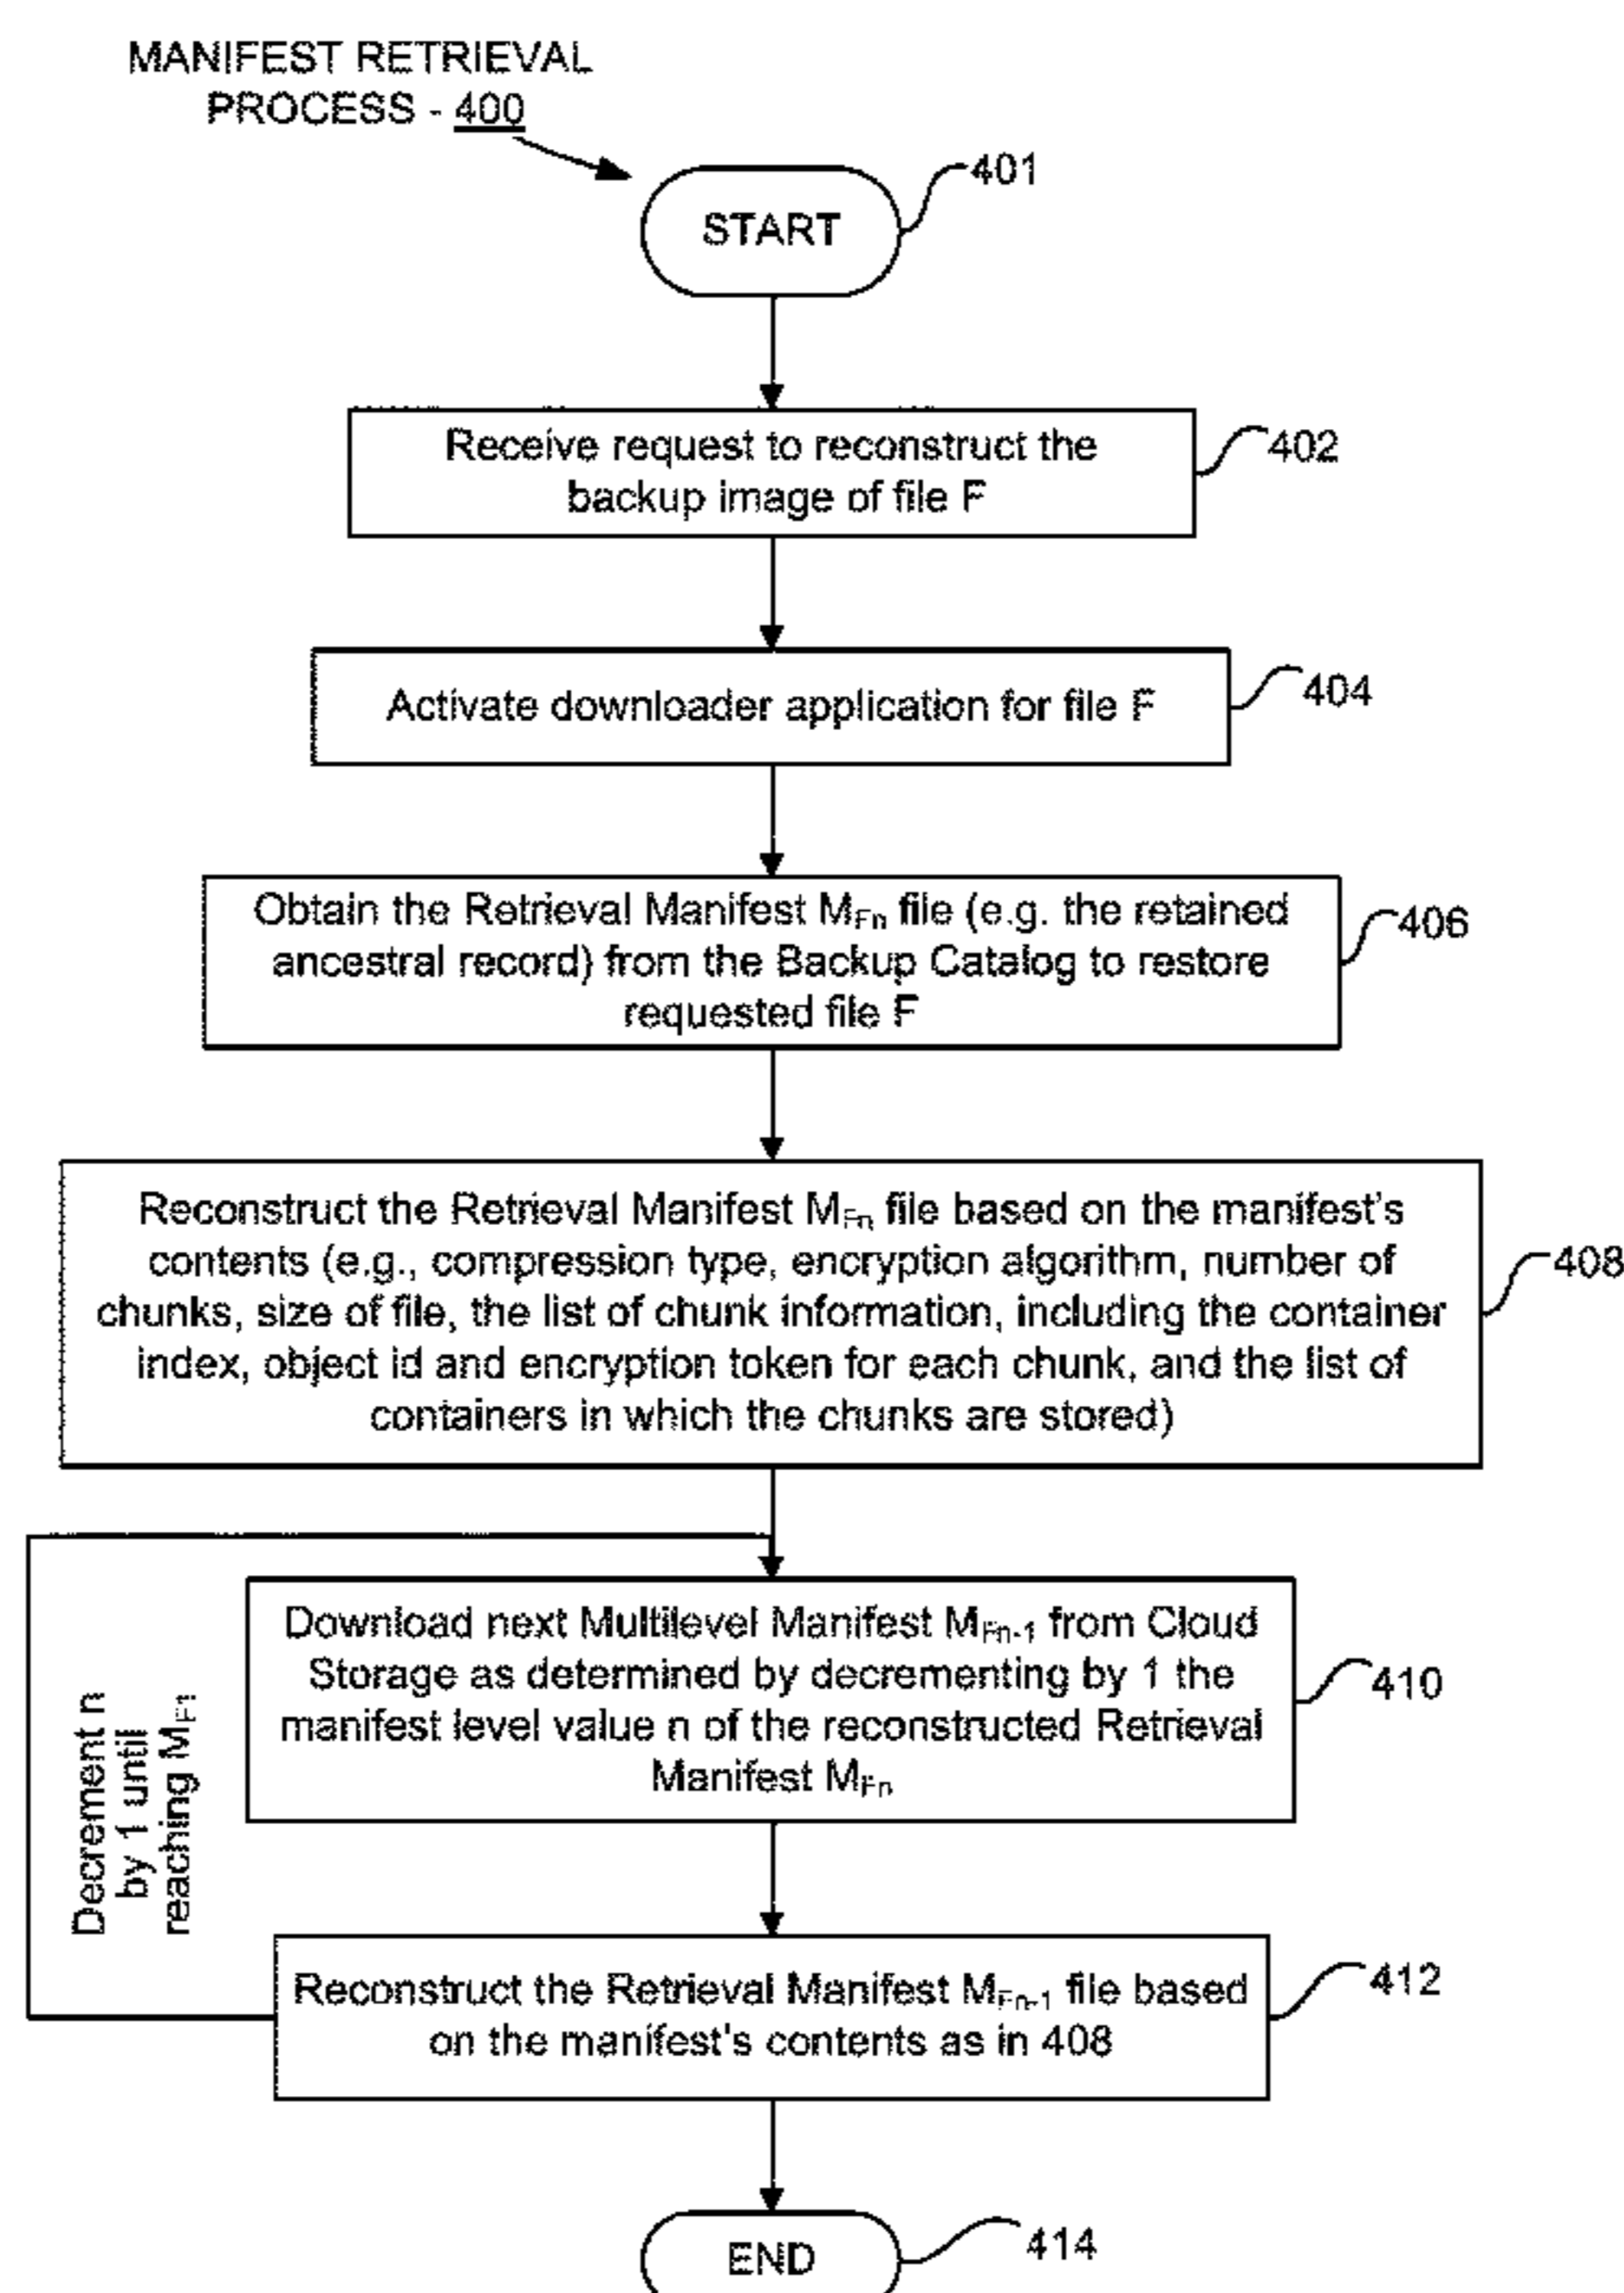 MANIFEST RETRIEVAL
PROCESS - 400
401
START
Receive request to reconstruct the
backup image of file F
402
Activate downloader application for file F
404
Obtain the Retrieval Manifest MFn file (e.g. the retained
ancestral record) from the Backup Catalog to restore
requested file F
406
Reconstruct the Retrieval Manifest MFn file based on the manifest's
contents (e.g., compression type, encryption algorithm, number of
chunks, size of file, the list of chunk information, including the container
index, object id and encryption token for each chunk, and the list of
containers in which the chunks are stored)
408
Download next Multilevel Manifest MFn-1 from Cloud
Storage as determined by decrementing by 1 the
manifest level value n of the reconstructed Retrieval
Manifest MFn
410
Decrement n
by 1 until
reaching MF1
Reconstruct the Retrieval Manifest MFn-1 file based
on the manifest's contents as in 408
412
END
414